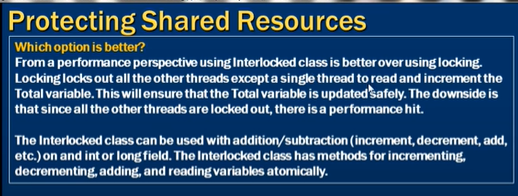 Protecting Shared Resources
Which option is better?
From a performance perspective using Interlocked class is better over using locking.
Locking locks out all the other threads except a single thread to read and increment the
Total variable. This will ensure that the Total variable is updated safely. The downside is
that since all the other threads are locked out, there is a performance hit.
The Interlocked class can be used with addition/subtraction (increment, decrement, add,
etc.) on and int or long field. The Interlocked class has methods for incrementing,
decrementing, adding, and reading variables atomically.